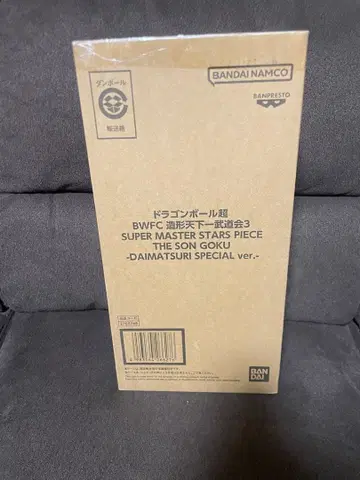 ダンボール
輸送箱
BANDAI NAMCO
BANPRESTO
ドラゴンボール超
BWFC 造形天下一武道会3
SUPER MASTER STARS PIECE
THE SON GOKU
-DAIMATSURI SPECIAL ver.-
BAN
DAI